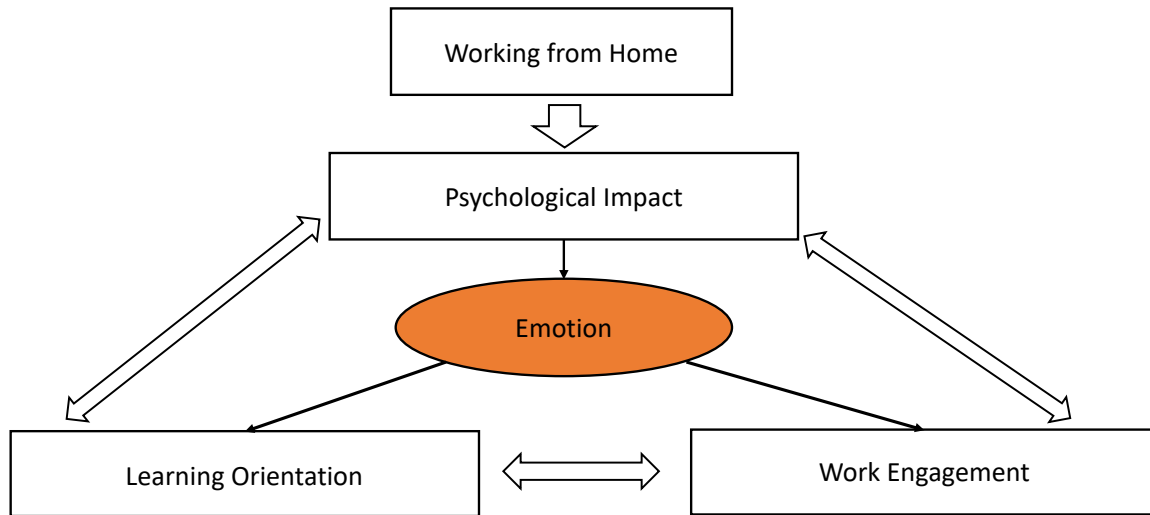 Working from Home
Psychological Impact
Emotion
Learning Orientation
Work Engagement